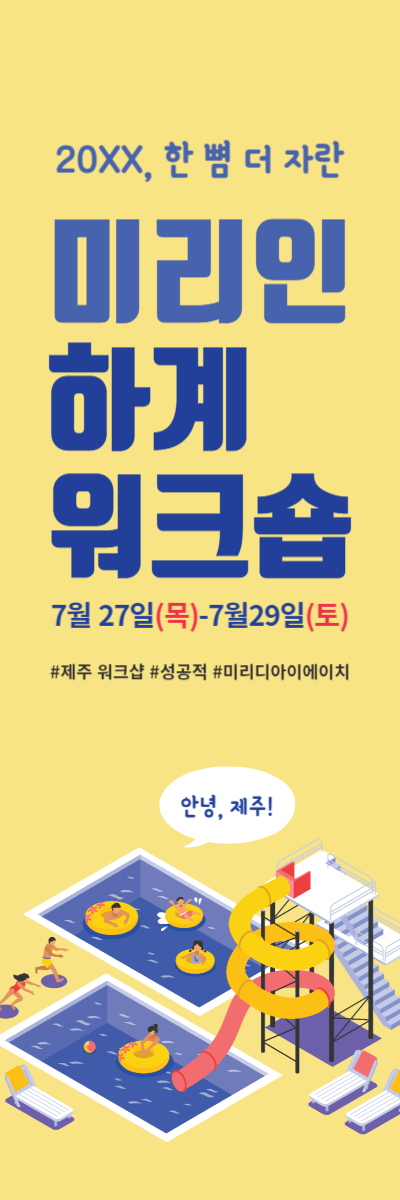 20XX, 한 뼘 더 자란
미리인
하계
워크숍
7월 27일(목)-7월29일(토)
#제주 워크샵 #성공적 #미리디아이에이치
안녕, 제주!